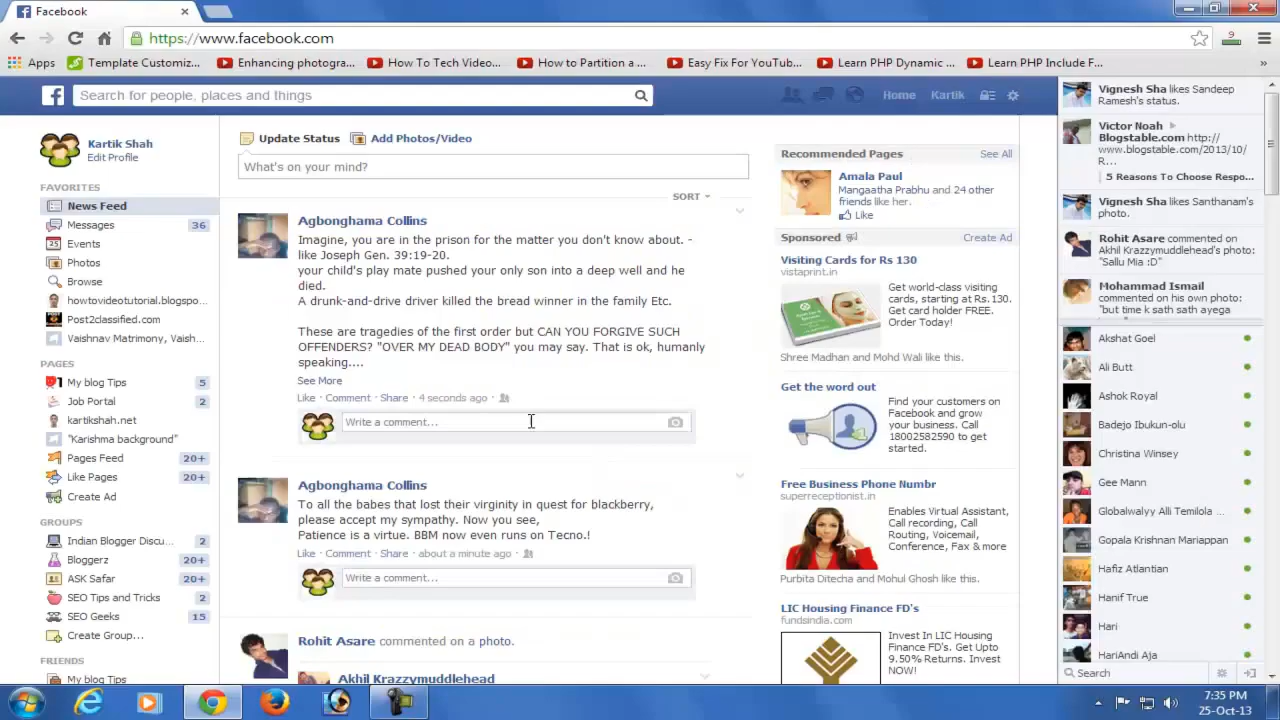 Facebook
https://www.facebook.com
9
Apps
Template Customiz...
Enhancing photogra...
How To Tech Video...
How to Partition a ...
Easy Fix For YouTub...
Learn PHP Dynamic ...
Learn PHP Include F...
»
Search for people, places and things
Home
Kartik
Kartik Shah
Edit Profile
FAVORITES
News Feed
Messages 36
Events
Photos
Browse
howtovideotutorial.blogspo...
Post2classified.com
Vaishnav Matrimony, Vaish...
PAGES
My blog Tips 5
Job Portal 2
kartikshah.net
"Karishma background"
Pages Feed 20+
Like Pages 20+
Create Ad
GROUPS
Indian Blogger Discu... 2
Bloggerz 20+
ASK Safar 20+
SEO Tips and Tricks 2
SEO Geeks 15
Create Group...
FRIENDS
My blog Tips
Update Status
Add Photos/Video
What's on your mind?
SORT
Agbonghama Collins
Imagine, you are in the prison for the matter you don't know about. -
like Joseph Gen. 39:19-20.
your child's play mate pushed your only son into a deep well and he
died.
A drunk-and-drive driver killed the bread winner in the family Etc.
These are tragedies of the first order but CAN YOU FORGIVE SUCH
OFFENDERS? "OVER MY DEAD BODY" you may say. That is ok, humanly
speaking....
See More
Like · Comment · Share · 4 seconds ago ·
Write a comment...
Agbonghama Collins
To all the babes that lost their virginity in quest for blackberry,
please accept my sympathy. Now you see,
Patience is a virtue. BBM now even runs on Tecno.!
Like · Comment · Share · about a minute ago ·
Write a comment...
Rohit Asare commented on a photo.
Akhil Krazzymuddlehead
Recommended Pages
See All
Amala Paul
Mangaatha Prabhu and 24 other
friends like her.
Like
Sponsored
Create Ad
Visiting Cards for Rs 130
vistaprint.in
Get world-class visiting
cards, starting at Rs.130.
Get card holder FREE.
Order Today!
Shree Madhan and Mohd Wali like this.
Get the word out
Find your customers on
Facebook and grow
your business. Call
18002582590 to get
started.
Free Business Phone Numbr
superreceptionist.in
Enables Virtual Assistant,
Call recording, Call
Routing, Voicemail,
Conference, Fax & more
Purbita Ditecha and Mohul Ghosh like this.
LIC Housing Finance FD's
fundsindia.com
Invest In LIC Housing
Finance FD's. Get Upto
9.50% Returns. Invest
NOW!
Vignesh Sha likes Sandeep
Ramesh's status.
Victor Noah
Blogstable.com http://
www.blogstable.com/2013/10/
R...
5 Reasons To Choose Respo...
Vignesh Sha likes Santhanam's
photo.
Rohit Asare commented on
Akhil Krazzymuddlehead's photo:
"Sallu Mia :D"
Mohammad Ismail
commented on his own photo:
"but time k sath sath ayega
Akshat Goel
Ali Butt
Ashok Royal
Badejo Ibukun-olu
Christina Winsey
Gee Mann
Globalwalyy Alli Temilola ...
Gopala Krishnan Mariappan
Hafiz Atlantian
Hanif True
Hari
HariAndi Aja
Search
7:35 PM
25-Oct-13